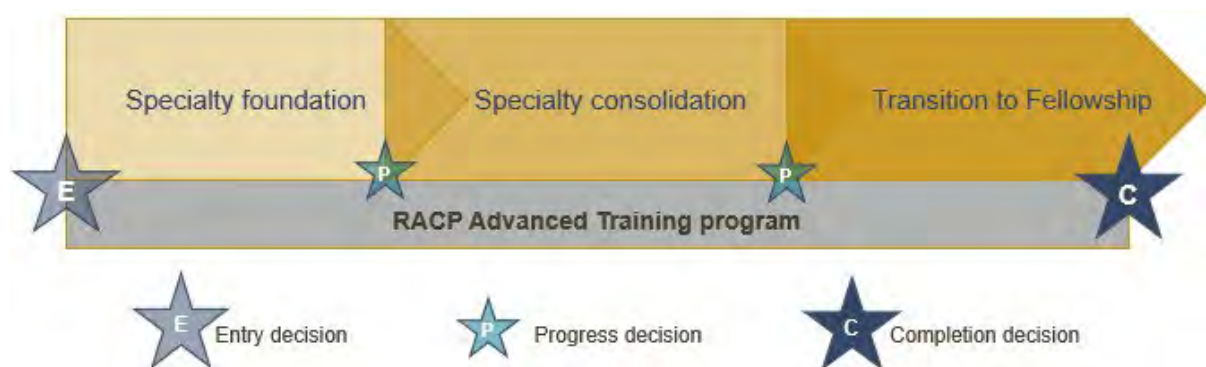 Specialty foundation
Specialty consolidation
Transition to Fellowship
E
P
P
C
RACP Advanced Training program
E Entry decision
P Progress decision
C Completion decision